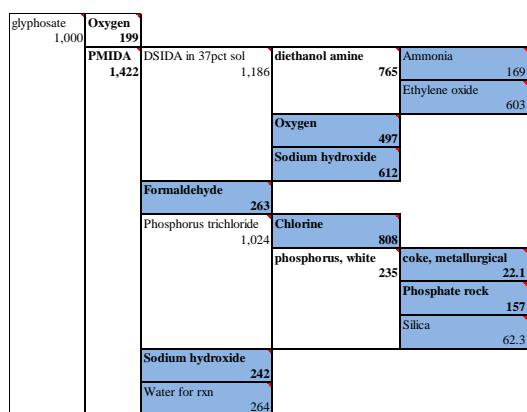 glyphosate
1,000
Oxygen
199
PMIDA
1,422
DSIDA in 37pct sol
1,186
diethanol amine
765
Ammonia
169
Ethylene oxide
603
Oxygen
497
Sodium hydroxide
612
Formaldehyde
263
Phosphorus trichloride
1,024
Chlorine
808
phosphorus, white
235
coke, metallurgical
22.1
Phosphate rock
157
Silica
62.3
Sodium hydroxide
242
Water for rxn
264